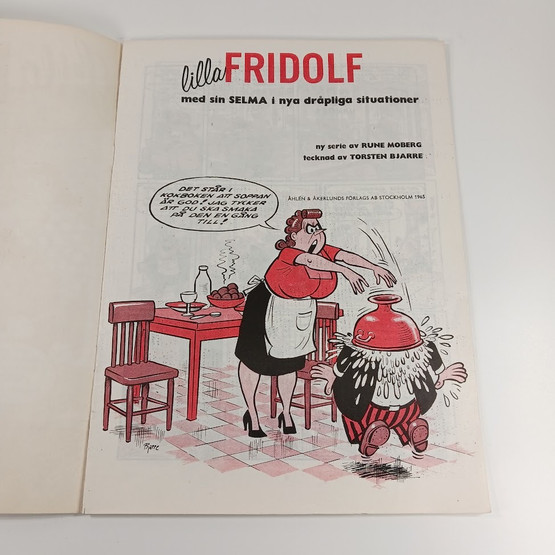 lilla FRIDOLF
med sin SELMA i nya dråpliga situationer
ny serie av RUNE MOBERG
tecknad av TORSTEN BJARRE
ÅHLÉN & ÅKERLUNDS FÖRLAGS AB STOCKHOLM 1965
DET STÅR I
KOKBOKEN ATT SOPPAN
ÄR GOD! JAG TYCKER
ATT DU SKA SMAKA
PÅ DEN EN GÅNG
TILL!
Bjarre